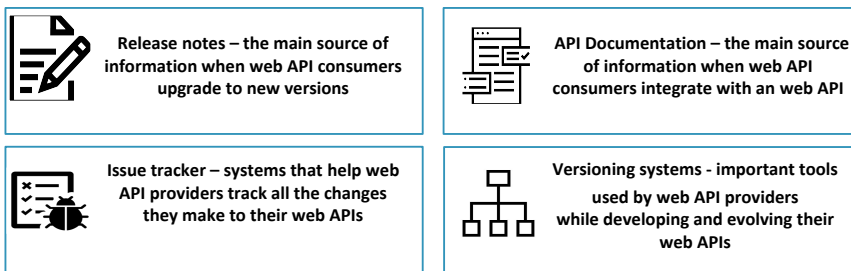 Release notes – the main source of
information when web API consumers
upgrade to new versions
API Documentation – the main source
of information when web API
consumers integrate with an web API
Issue tracker – systems that help web
API providers track all the changes
they make to their web APIs
Versioning systems - important tools
used by web API providers
while developing and evolving their
web APIs